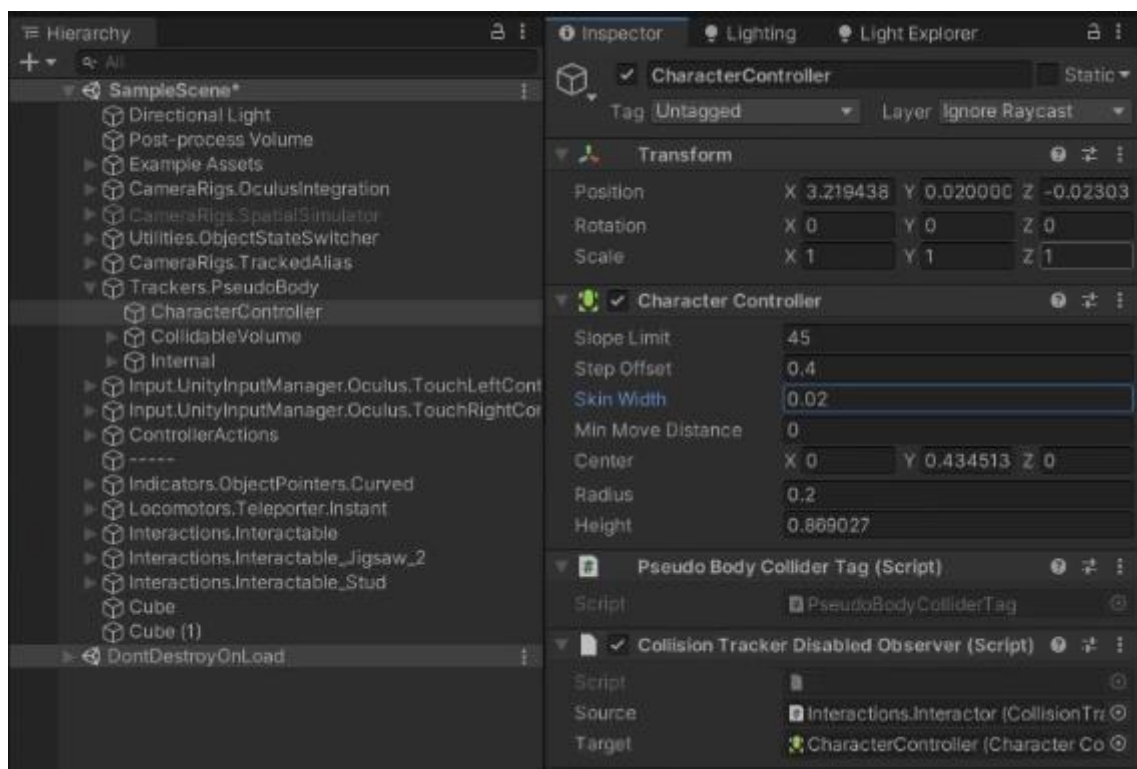 Hierarchy
All
SampleScene*
Directional Light
Post-process Volume
Example Assets
CameraRigs.OculusIntegration
CameraRigs.SpatialSimulator
Utilities.ObjectStateSwitcher
CameraRigs.TrackedAlias
Trackers.PseudoBody
CharacterController
CollidableVolume
Internal
Input.UnityInputManager.Oculus.TouchLeftCont
Input.UnityInputManager.Oculus.TouchRightCor
ControllerActions
-----
Indicators.ObjectPointers.Curved
Locomotors.Teleporter.Instant
Interactions.Interactable
Interactions.Interactable_Jigsaw_2
Interactions.Interactable_Stud
Cube
Cube (1)
DontDestroyOnLoad
Inspector Lighting Light Explorer
CharacterController Static
Tag Untagged Layer Ignore Raycast
Transform
Position X 3.219438 Y 0.02000C Z -0.02303
Rotation X 0 Y 0 Z 0
Scale X 1 Y 1 Z 1
Character Controller
Slope Limit 45
Step Offset 0.4
Skin Width 0.02
Min Move Distance 0
Center X 0 Y 0.434513 Z 0
Radius 0.2
Height 0.869027
# Pseudo Body Collider Tag (Script)
Script # PseudoBodyColliderTag
Collision Tracker Disabled Observer (Script)
Script
Source # Interactions.Interactor (CollisionTra
Target CharacterController (Character Co